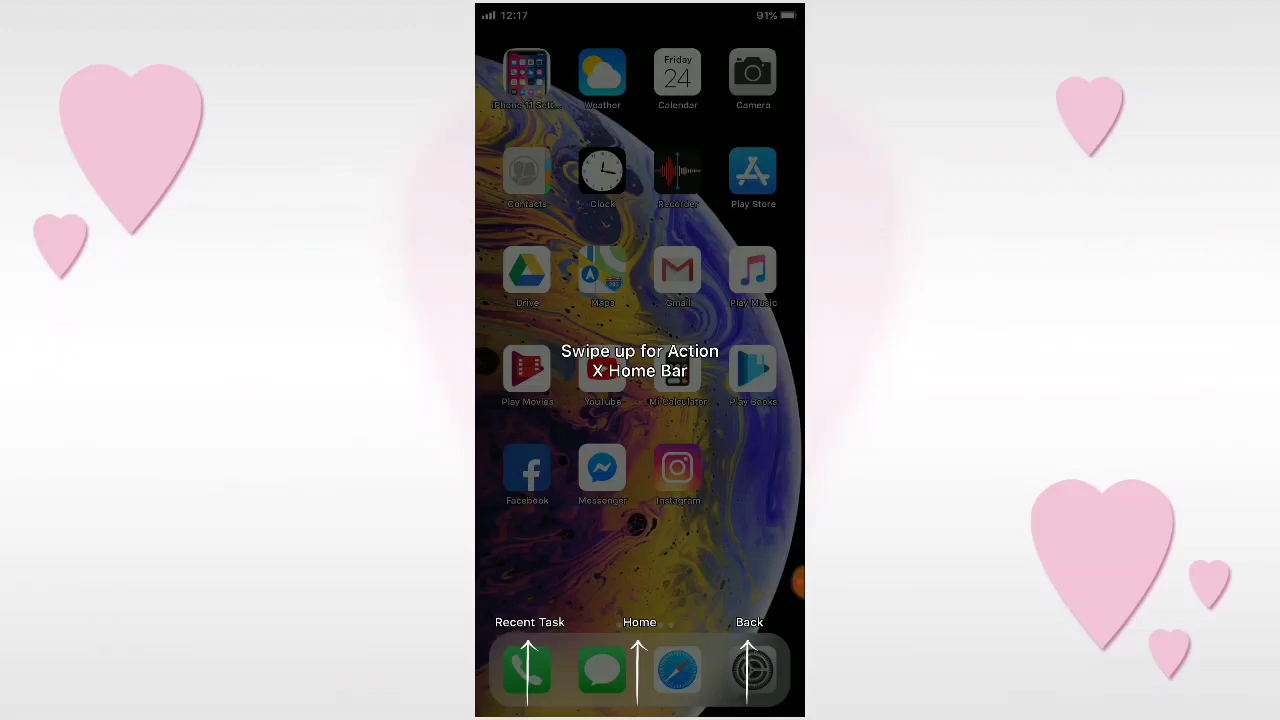 12:17
91%
Friday
24
iPhone 11 Sett...
Weather
Calendar
Camera
Contacts
Clock
Recorder
Play Store
Drive
Maps
Gmail
Play Music
Swipe up for Action
X Home Bar
Play Movies
YouTube
Mi Calculator
Play Books
Facebook
Messenger
Instagram
Recent Task
Home
Back